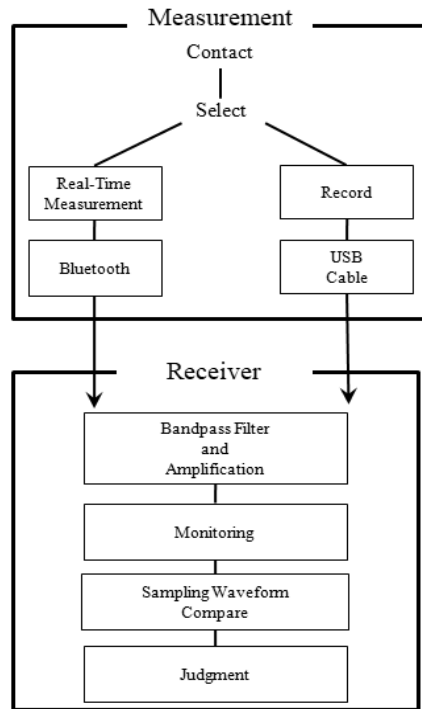 Measurement
Contact
Select
Real-Time
Measurement
Record
Bluetooth
USB
Cable
Receiver
Bandpass Filter
and
Amplification
Monitoring
Sampling Waveform
Compare
Judgment